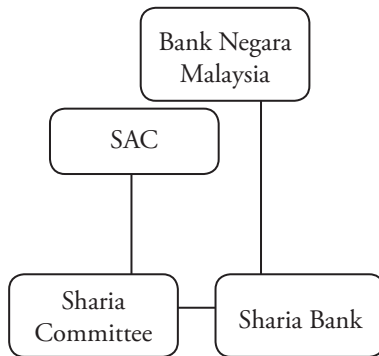 Bank Negara
Malaysia
SAC
Sharia
Committee
Sharia Bank